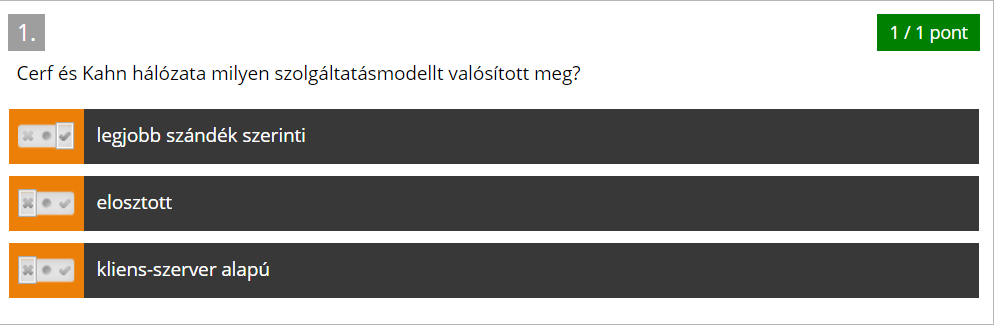 1.
1 / 1 pont
Cerf és Kahn hálózata milyen szolgáltatásmodellt valósított meg?
legjobb szándék szerinti
elosztott
kliens-szerver alapú